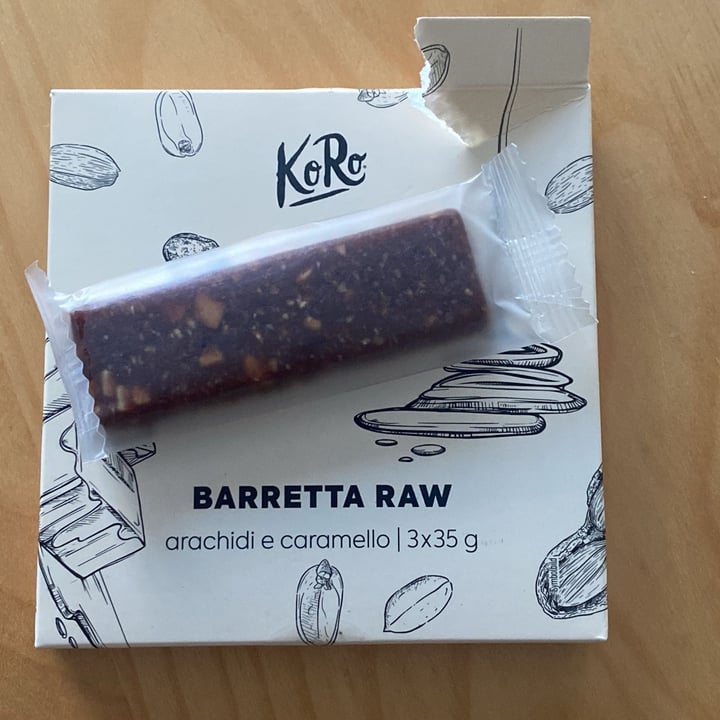 KoRo
BARRETTA RAW
arachidi e caramello | 3x35 g